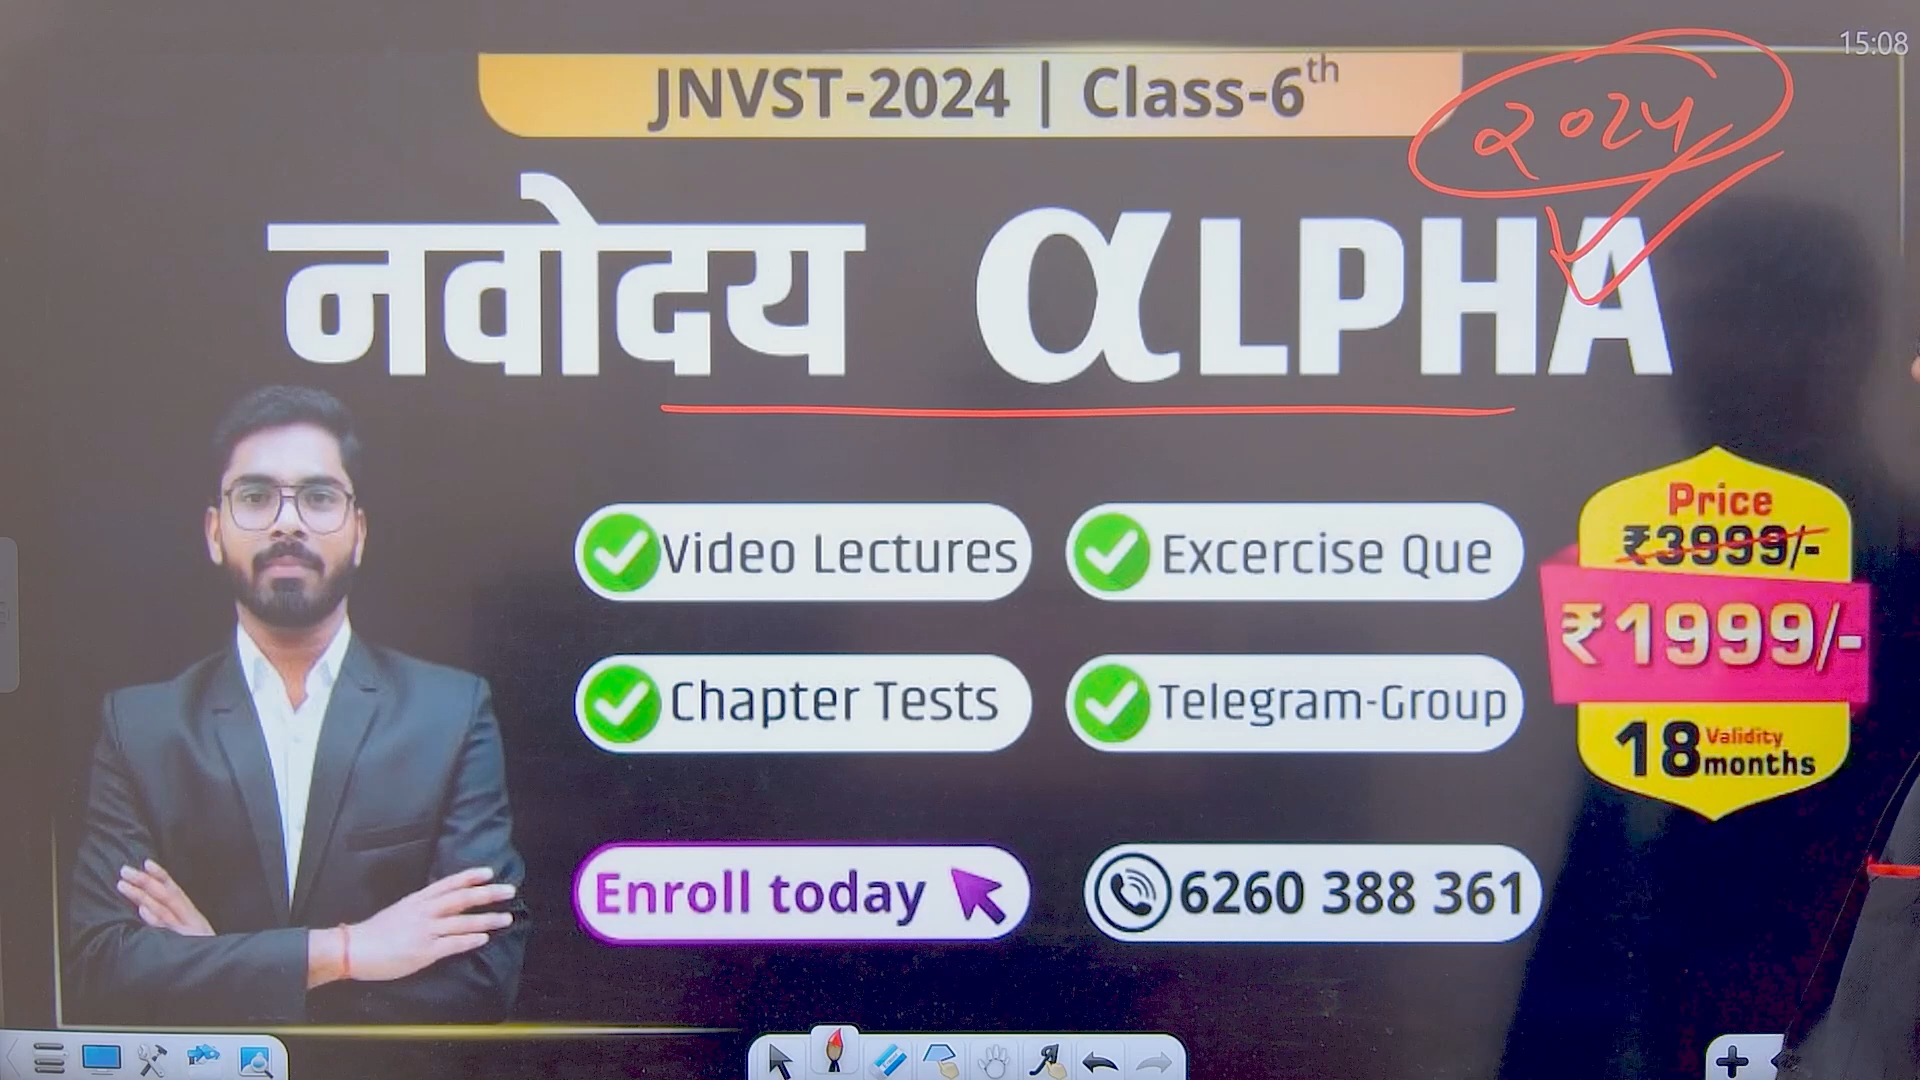 15:08
JNVST-2024 | Class-6th
2024
नवोदय αLPHA
Video Lectures
Excercise Que
Chapter Tests
Telegram-Group
Price
₹3999/-
₹1999/-
18 Validity months
Enroll today
6260 388 361